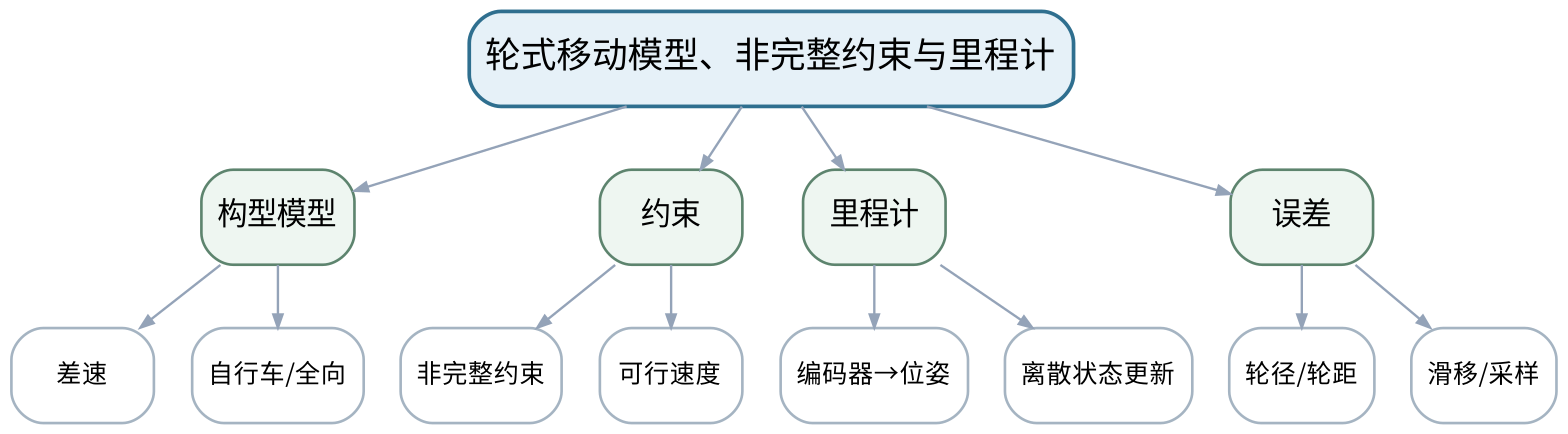 轮式移动模型、非完整约束与里程计
构型模型
约束
里程计
误差
差速
自行车/全向
非完整约束
可行速度
编码器→位姿
离散状态更新
轮径/轮距
滑移/采样